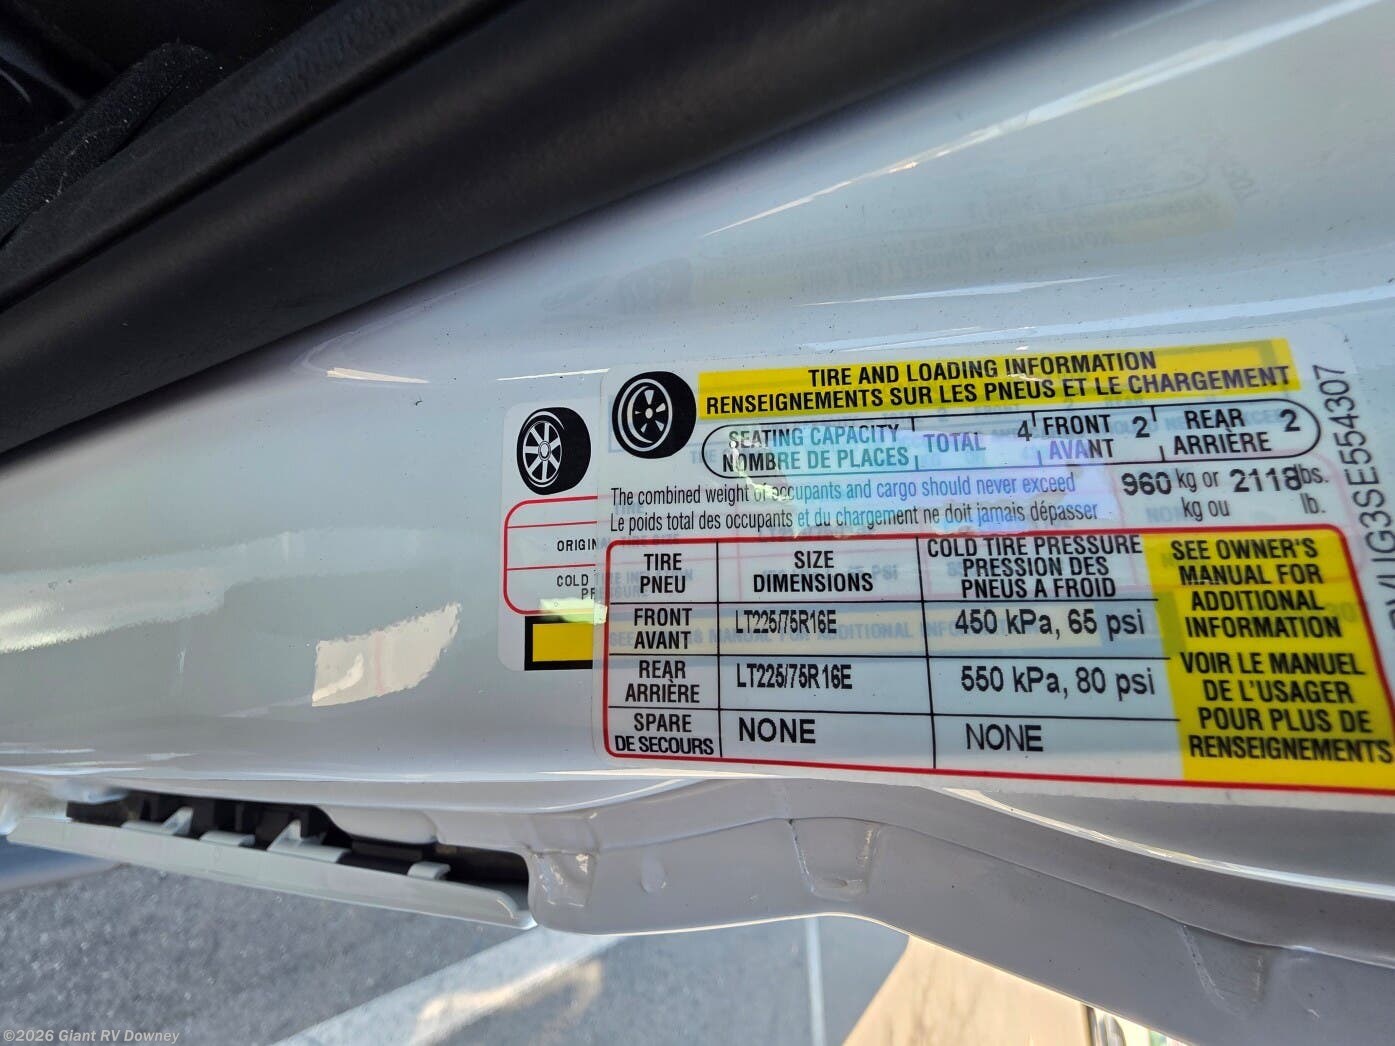 TIRE AND LOADING INFORMATION
RENSEIGNEMENTS SUR LES PNEUS ET LE CHARGEMENT
SEATING CAPACITY TOTAL 4 FRONT 2 REAR 2
NOMBRE DE PLACES AVANT ARRIÈRE
The combined weight of occupants and cargo should never exceed 960 kg or 2118 lbs.
Le poids total des occupants et du chargement ne doit jamais dépasser kg ou lb.
TIRE SIZE COLD TIRE PRESSURE
PNEU DIMENSIONS PRESSION DES
PNEUS A FROID
FRONT LT225/75R16E 450 kPa, 65 psi
AVANT
REAR LT225/75R16E 550 kPa, 80 psi
ARRIÈRE
SPARE NONE NONE
DE SECOURS
SEE OWNER'S
MANUAL FOR
ADDITIONAL
INFORMATION
VOIR LE MANUEL
DE L'USAGER
POUR PLUS DE
RENSEIGNEMENTS
UG3SE554307
ORIGIN
COLD
©2026 Giant RV Downey